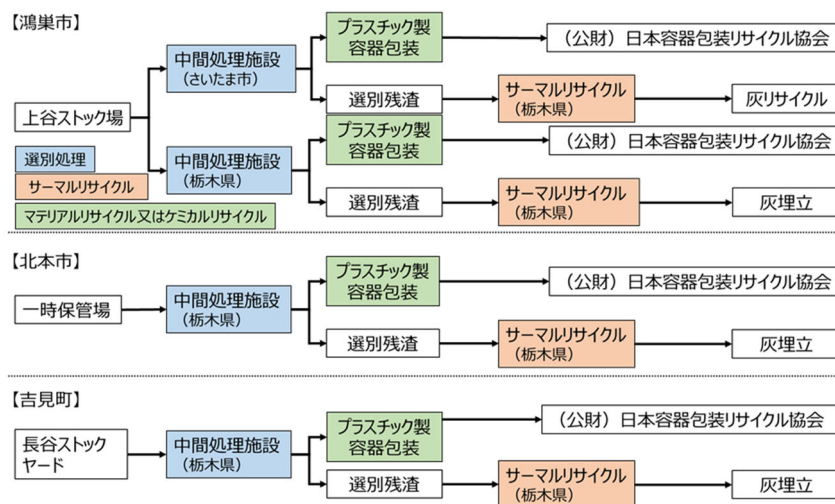 【鴻巣市】
プラスチック製
容器包装
（公財）日本容器包装リサイクル協会
中間処理施設
（さいたま市）
選別残渣
サーマルリサイクル
（栃木県）
灰リサイクル
上谷ストック場
プラスチック製
容器包装
（公財）日本容器包装リサイクル協会
選別処理
中間処理施設
（栃木県）
サーマルリサイクル
選別残渣
サーマルリサイクル
（栃木県）
灰埋立
マテリアルリサイクル又はケミカルリサイクル
【北本市】
プラスチック製
容器包装
（公財）日本容器包装リサイクル協会
一時保管場
中間処理施設
（栃木県）
選別残渣
サーマルリサイクル
（栃木県）
灰埋立
【吉見町】
プラスチック製
容器包装
（公財）日本容器包装リサイクル協会
長谷ストック
ヤード
中間処理施設
（栃木県）
選別残渣
サーマルリサイクル
（栃木県）
灰埋立